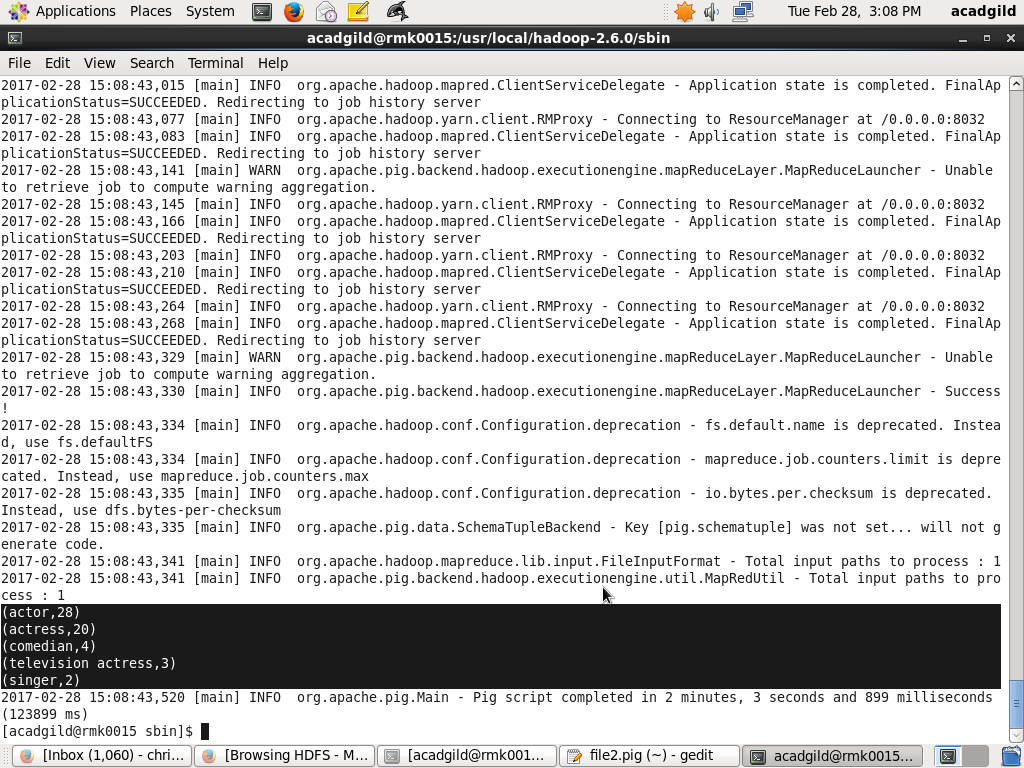 Applications Places System Tue Feb 28, 3:08 PM acadgild
acadgild@rmk0015:/usr/local/hadoop-2.6.0/sbin
File Edit View Search Terminal Help
2017-02-28 15:08:43,015 [main] INFO  org.apache.hadoop.mapred.ClientServiceDelegate - Application state is completed. FinalAp
plicationStatus=SUCCEEDED. Redirecting to job history server
2017-02-28 15:08:43,077 [main] INFO  org.apache.hadoop.yarn.client.RMProxy - Connecting to ResourceManager at /0.0.0.0:8032
2017-02-28 15:08:43,083 [main] INFO  org.apache.hadoop.mapred.ClientServiceDelegate - Application state is completed. FinalAp
plicationStatus=SUCCEEDED. Redirecting to job history server
2017-02-28 15:08:43,141 [main] WARN  org.apache.pig.backend.hadoop.executionengine.mapReduceLayer.MapReduceLauncher - Unable
to retrieve job to compute warning aggregation.
2017-02-28 15:08:43,145 [main] INFO  org.apache.hadoop.yarn.client.RMProxy - Connecting to ResourceManager at /0.0.0.0:8032
2017-02-28 15:08:43,166 [main] INFO  org.apache.hadoop.mapred.ClientServiceDelegate - Application state is completed. FinalAp
plicationStatus=SUCCEEDED. Redirecting to job history server
2017-02-28 15:08:43,203 [main] INFO  org.apache.hadoop.yarn.client.RMProxy - Connecting to ResourceManager at /0.0.0.0:8032
2017-02-28 15:08:43,210 [main] INFO  org.apache.hadoop.mapred.ClientServiceDelegate - Application state is completed. FinalAp
plicationStatus=SUCCEEDED. Redirecting to job history server
2017-02-28 15:08:43,264 [main] INFO  org.apache.hadoop.yarn.client.RMProxy - Connecting to ResourceManager at /0.0.0.0:8032
2017-02-28 15:08:43,268 [main] INFO  org.apache.hadoop.mapred.ClientServiceDelegate - Application state is completed. FinalAp
plicationStatus=SUCCEEDED. Redirecting to job history server
2017-02-28 15:08:43,329 [main] WARN  org.apache.pig.backend.hadoop.executionengine.mapReduceLayer.MapReduceLauncher - Unable
to retrieve job to compute warning aggregation.
2017-02-28 15:08:43,330 [main] INFO  org.apache.pig.backend.hadoop.executionengine.mapReduceLayer.MapReduceLauncher - Success
!
2017-02-28 15:08:43,334 [main] INFO  org.apache.hadoop.conf.Configuration.deprecation - fs.default.name is deprecated. Instea
d, use fs.defaultFS
2017-02-28 15:08:43,334 [main] INFO  org.apache.hadoop.conf.Configuration.deprecation - mapreduce.job.counters.limit is depre
cated. Instead, use mapreduce.job.counters.max
2017-02-28 15:08:43,335 [main] INFO  org.apache.hadoop.conf.Configuration.deprecation - io.bytes.per.checksum is deprecated.
Instead, use dfs.bytes-per-checksum
2017-02-28 15:08:43,335 [main] INFO  org.apache.pig.data.SchemaTupleBackend - Key [pig.schematuple] was not set... will not g
enerate code.
2017-02-28 15:08:43,341 [main] INFO  org.apache.hadoop.mapreduce.lib.input.FileInputFormat - Total input paths to process : 1
2017-02-28 15:08:43,341 [main] INFO  org.apache.pig.backend.hadoop.executionengine.util.MapRedUtil - Total input paths to pro
cess : 1
(actor,28)
(actress,20)
(comedian,4)
(television actress,3)
(singer,2)
2017-02-28 15:08:43,520 [main] INFO  org.apache.pig.Main - Pig script completed in 2 minutes, 3 seconds and 899 milliseconds
(123899 ms)
[acadgild@rmk0015 sbin]$
[Inbox (1,060) - chri... [Browsing HDFS - M... [acadgild@rmk001... file2.pig (~) - gedit acadgild@rmk0015...